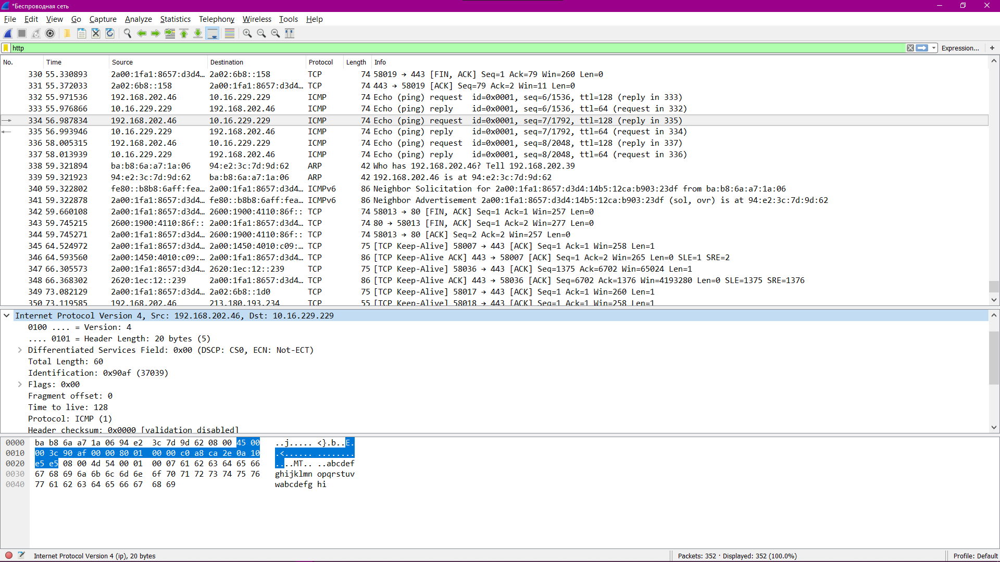 *Беспроводная сеть
File Edit View Go Capture Analyze Statistics Telephony Wireless Tools Help
http Expression... +
No. Time Source Destination Protocol Length Info
330 55.330893 2a00:1fa1:8657:d3d4… 2a02:6b8::158 TCP 74 58019 → 443 [FIN, ACK] Seq=1 Ack=79 Win=260 Len=0
331 55.372033 2a02:6b8::158 2a00:1fa1:8657:d3d4… TCP 74 443 → 58019 [ACK] Seq=79 Ack=2 Win=11 Len=0
332 55.971536 192.168.202.46 10.16.229.229 ICMP 74 Echo (ping) request id=0x0001, seq=6/1536, ttl=128 (reply in 333)
333 55.976866 10.16.229.229 192.168.202.46 ICMP 74 Echo (ping) reply id=0x0001, seq=6/1536, ttl=64 (request in 332)
334 56.987834 192.168.202.46 10.16.229.229 ICMP 74 Echo (ping) request id=0x0001, seq=7/1792, ttl=128 (reply in 335)
335 56.993946 10.16.229.229 192.168.202.46 ICMP 74 Echo (ping) reply id=0x0001, seq=7/1792, ttl=64 (request in 334)
336 58.005315 192.168.202.46 10.16.229.229 ICMP 74 Echo (ping) request id=0x0001, seq=8/2048, ttl=128 (reply in 337)
337 58.013939 10.16.229.229 192.168.202.46 ICMP 74 Echo (ping) reply id=0x0001, seq=8/2048, ttl=64 (request in 336)
338 59.321894 ba:b8:6a:a7:1a:06 94:e2:3c:7d:9d:62 ARP 42 Who has 192.168.202.46? Tell 192.168.202.39
339 59.321923 94:e2:3c:7d:9d:62 ba:b8:6a:a7:1a:06 ARP 42 192.168.202.46 is at 94:e2:3c:7d:9d:62
340 59.322802 fe80::b8b8:6aff:fea… 2a00:1fa1:8657:d3d4… ICMPv6 86 Neighbor Solicitation for 2a00:1fa1:8657:d3d4:14b5:12ca:b903:23df from ba:b8:6a:a7:1a:06
341 59.322878 2a00:1fa1:8657:d3d4… fe80::b8b8:6aff:fea… ICMPv6 86 Neighbor Advertisement 2a00:1fa1:8657:d3d4:14b5:12ca:b903:23df (sol, ovr) is at 94:e2:3c:7d:9d:62
342 59.660108 2a00:1fa1:8657:d3d4… 2600:1900:4110:86f:: TCP 74 58013 → 80 [FIN, ACK] Seq=1 Ack=1 Win=257 Len=0
343 59.745215 2600:1900:4110:86f:: 2a00:1fa1:8657:d3d4… TCP 74 80 → 58013 [FIN, ACK] Seq=1 Ack=2 Win=277 Len=0
344 59.745271 2a00:1fa1:8657:d3d4… 2600:1900:4110:86f:: TCP 74 58013 → 80 [ACK] Seq=2 Ack=2 Win=257 Len=0
345 64.524972 2a00:1fa1:8657:d3d4… 2a00:1450:4010:c09:… TCP 75 [TCP Keep-Alive] 58007 → 443 [ACK] Seq=1 Ack=1 Win=258 Len=1
346 64.593560 2a00:1450:4010:c09:… 2a00:1fa1:8657:d3d4… TCP 86 [TCP Keep-Alive ACK] 443 → 58007 [ACK] Seq=1 Ack=2 Win=265 Len=0 SLE=1 SRE=2
347 66.305573 2a00:1fa1:8657:d3d4… 2620:1ec:12::239 TCP 75 [TCP Keep-Alive] 58036 → 443 [ACK] Seq=1375 Ack=6702 Win=65024 Len=1
348 66.368302 2620:1ec:12::239 2a00:1fa1:8657:d3d4… TCP 86 [TCP Keep-Alive ACK] 443 → 58036 [ACK] Seq=6702 Ack=1376 Win=4193280 Len=0 SLE=1375 SRE=1376
349 73.082129 2a00:1fa1:8657:d3d4… 2a02:6b8::1d0 TCP 75 [TCP Keep-Alive] 58017 → 443 [ACK] Seq=1 Ack=1 Win=260 Len=1
350 73.119585 192.168.202.46 213.180.193.234 TCP 55 [TCP Keep-Alive] 58018 → 443 [ACK] Seq=1 Ack=1 Win=258 Len=1
Internet Protocol Version 4, Src: 192.168.202.46, Dst: 10.16.229.229
0100 .... = Version: 4
.... 0101 = Header Length: 20 bytes (5)
Differentiated Services Field: 0x00 (DSCP: CS0, ECN: Not-ECT)
Total Length: 60
Identification: 0x90af (37039)
Flags: 0x00
Fragment offset: 0
Time to live: 128
Protocol: ICMP (1)
Header checksum: 0x0000 [validation disabled]
0000 ba b8 6a a7 1a 06 94 e2 3c 7d 9d 62 08 00 45 00 ..j..... <}.b..E.
0010 00 3c 90 af 00 00 80 01 00 00 c0 a8 ca 2e 0a 10 .<...... ........
0020 e5 e5 08 00 4d 54 00 01 00 07 61 62 63 64 65 66 ....MT.. ..abcdef
0030 67 68 69 6a 6b 6c 6d 6e 6f 70 71 72 73 74 75 76 ghijklmn opqrstuv
0040 77 61 62 63 64 65 66 67 68 69 wabcdefg hi
Internet Protocol Version 4 (ip), 20 bytes Packets: 352 · Displayed: 352 (100.0%) Profile: Default